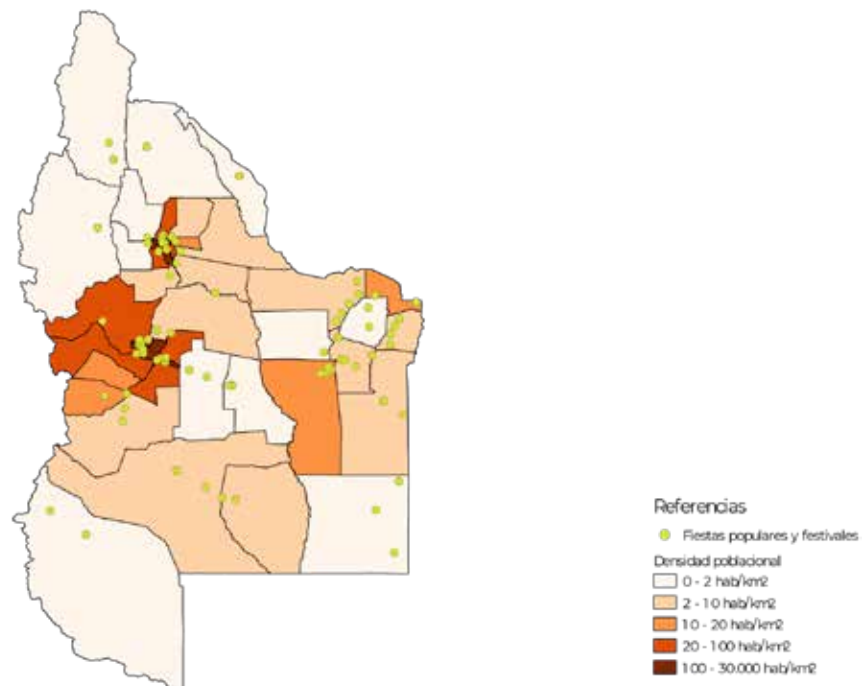 Referencias
Fiestas populares y festivales
Densidad poblacional
0 - 2 hab/km2
2 - 10 hab/km2
10 - 20 hab/km2
20 - 100 hab/km2
100 - 30.000 hab/km2